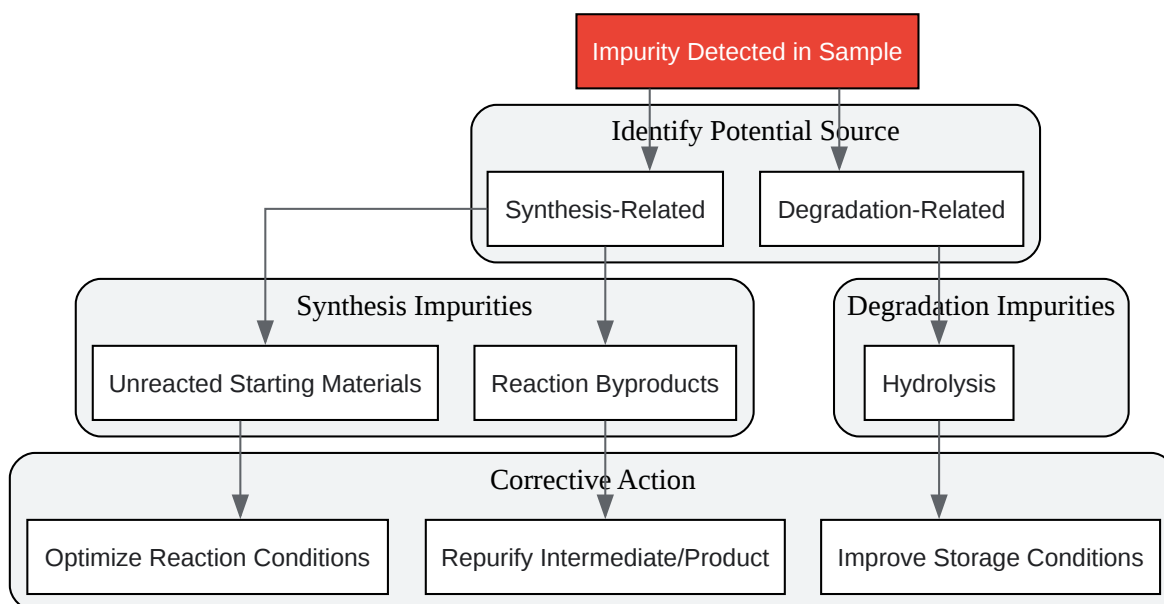 Impurity Detected in Sample
Identify Potential Source
Synthesis-Related
Degradation-Related
Synthesis Impurities
Degradation Impurities
Unreacted Starting Materials
Reaction Byproducts
Hydrolysis
Corrective Action
Optimize Reaction Conditions
Repurify Intermediate/Product
Improve Storage Conditions